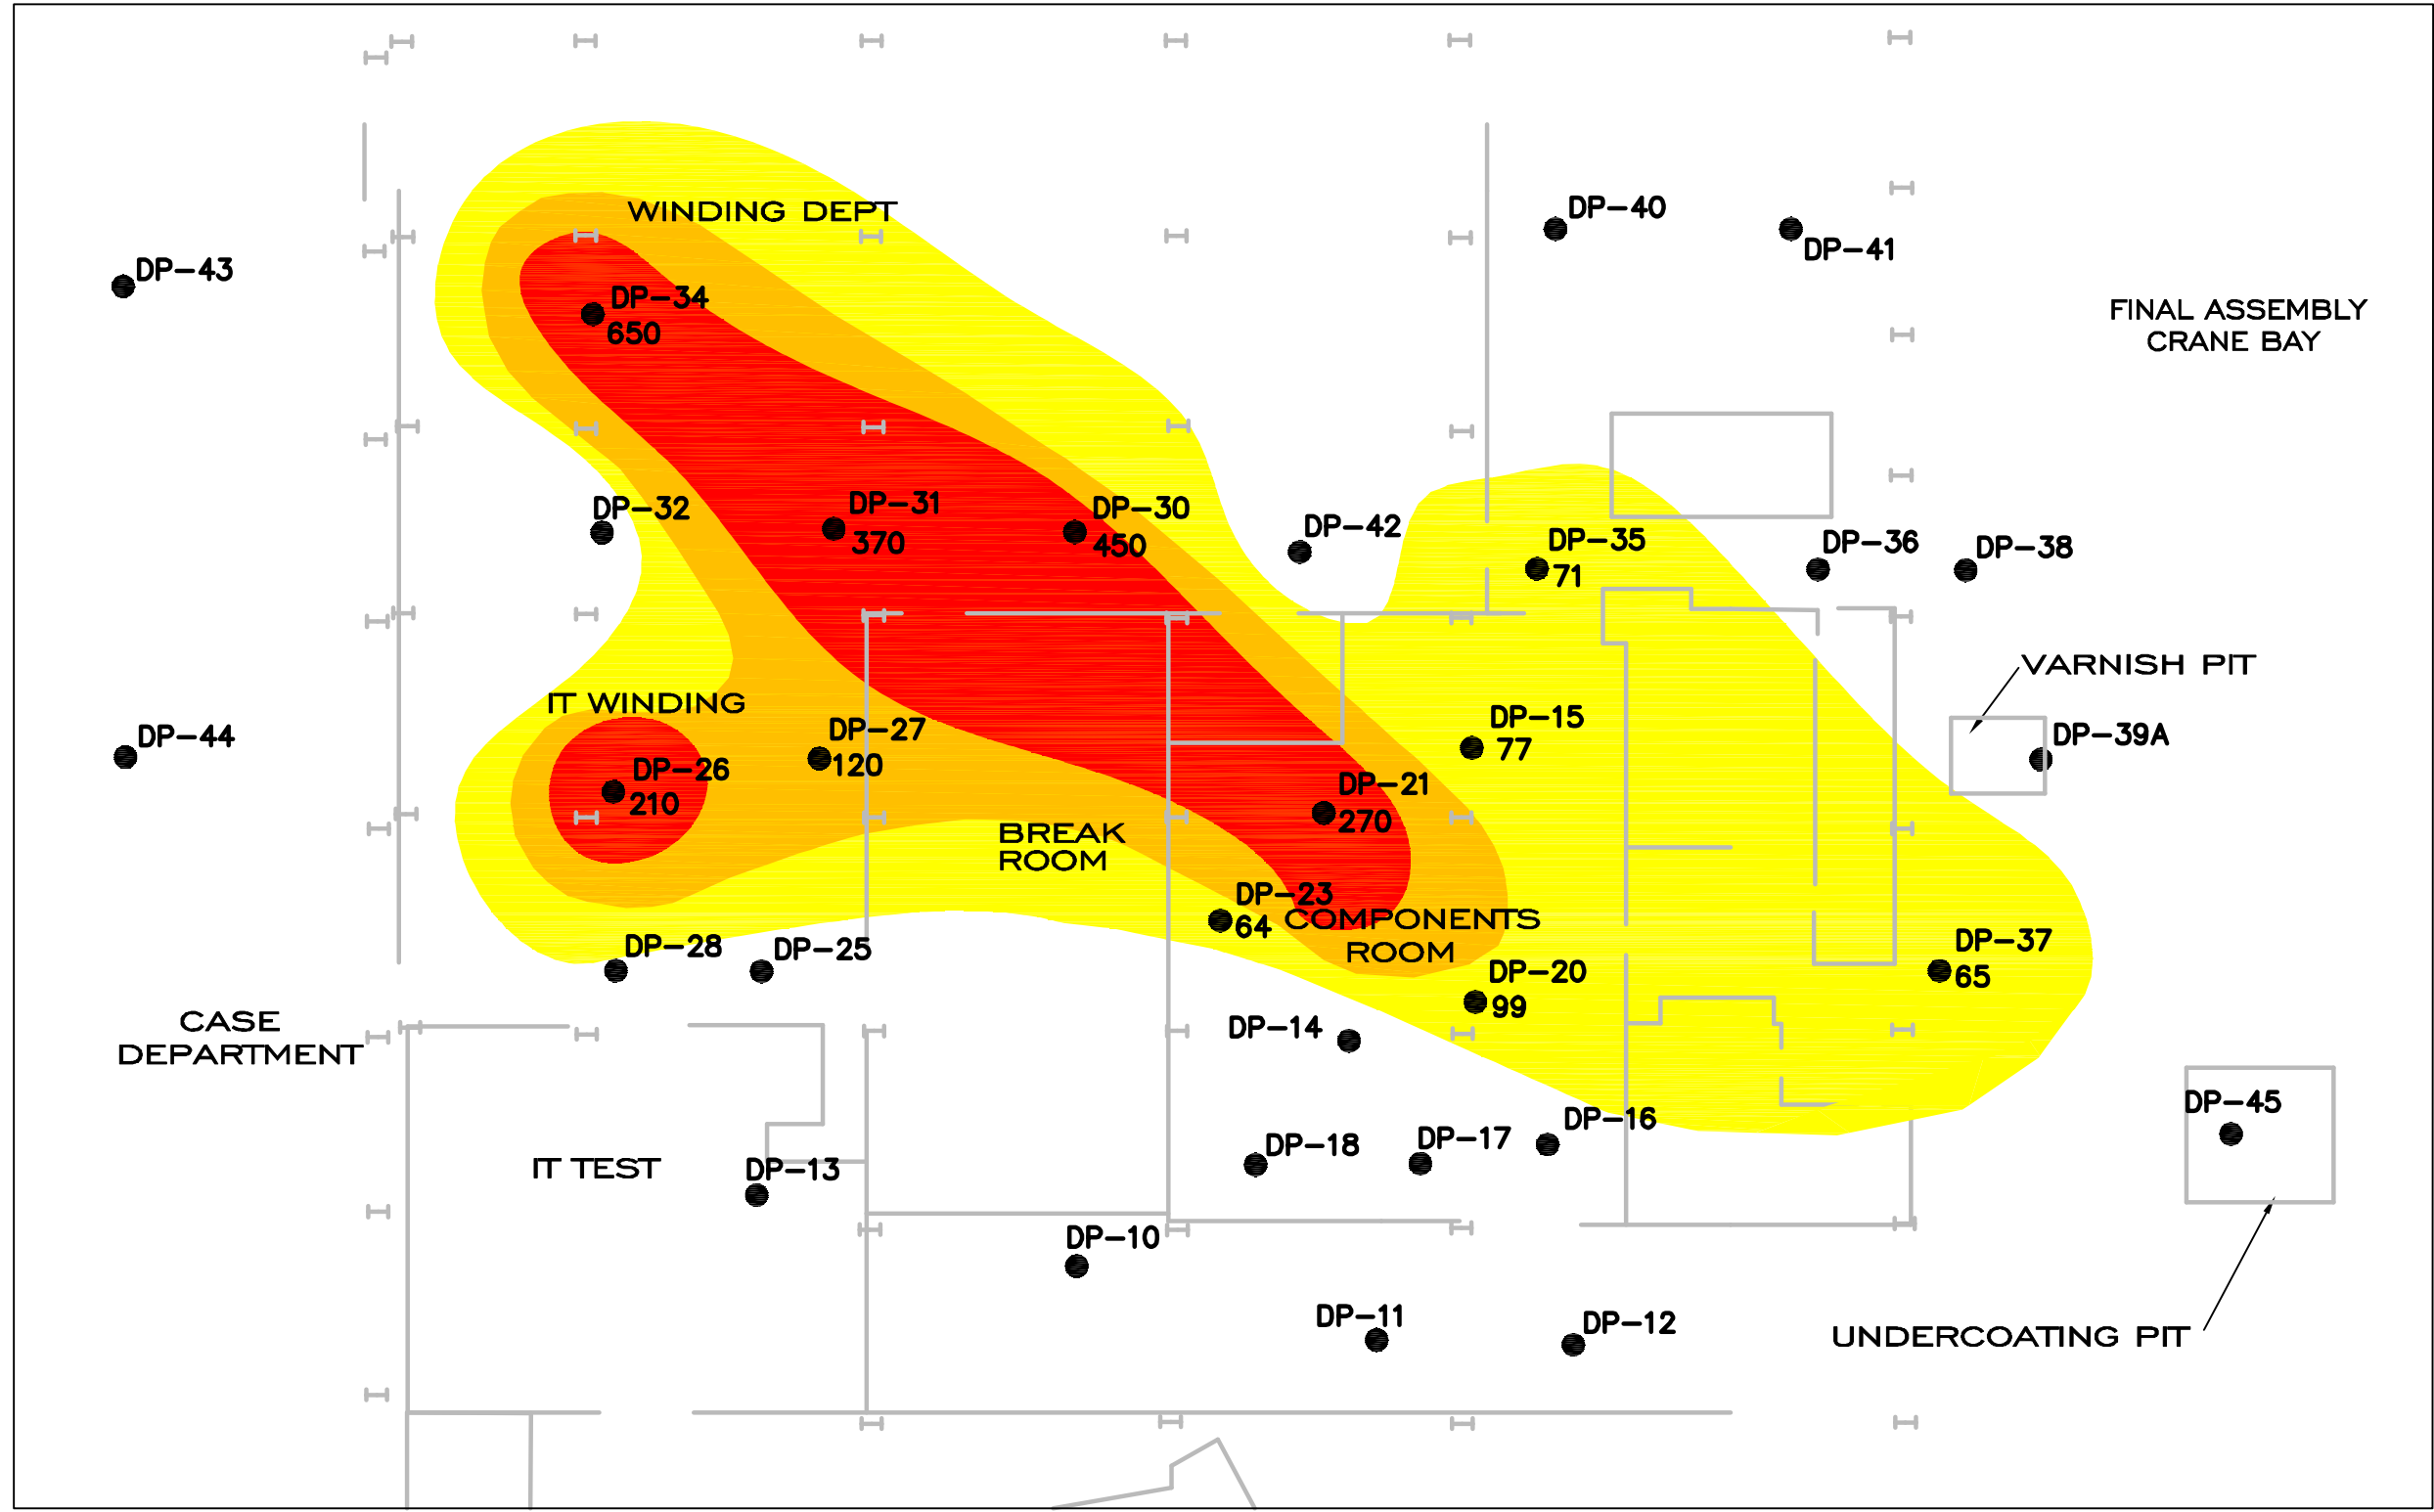 WINDING DEPT
DP-40
DP-41
DP-43
DP-34
650
FINAL ASSEMBLY
CRANE BAY
DP-32
DP-31
370
DP-30
450
DP-42
DP-35
71
DP-36
DP-38
VARNISH PIT
IT WINDING
DP-44
DP-27
120
DP-15
77
DP-39A
DP-26
210
DP-21
270
BREAK
ROOM
DP-23
64
COMPONENTS
ROOM
DP-28
DP-25
DP-37
65
DP-20
99
CASE
DEPARTMENT
DP-14
DP-45
DP-16
DP-18
DP-17
IT TEST
DP-13
DP-10
DP-11
DP-12
UNDERCOATING PIT